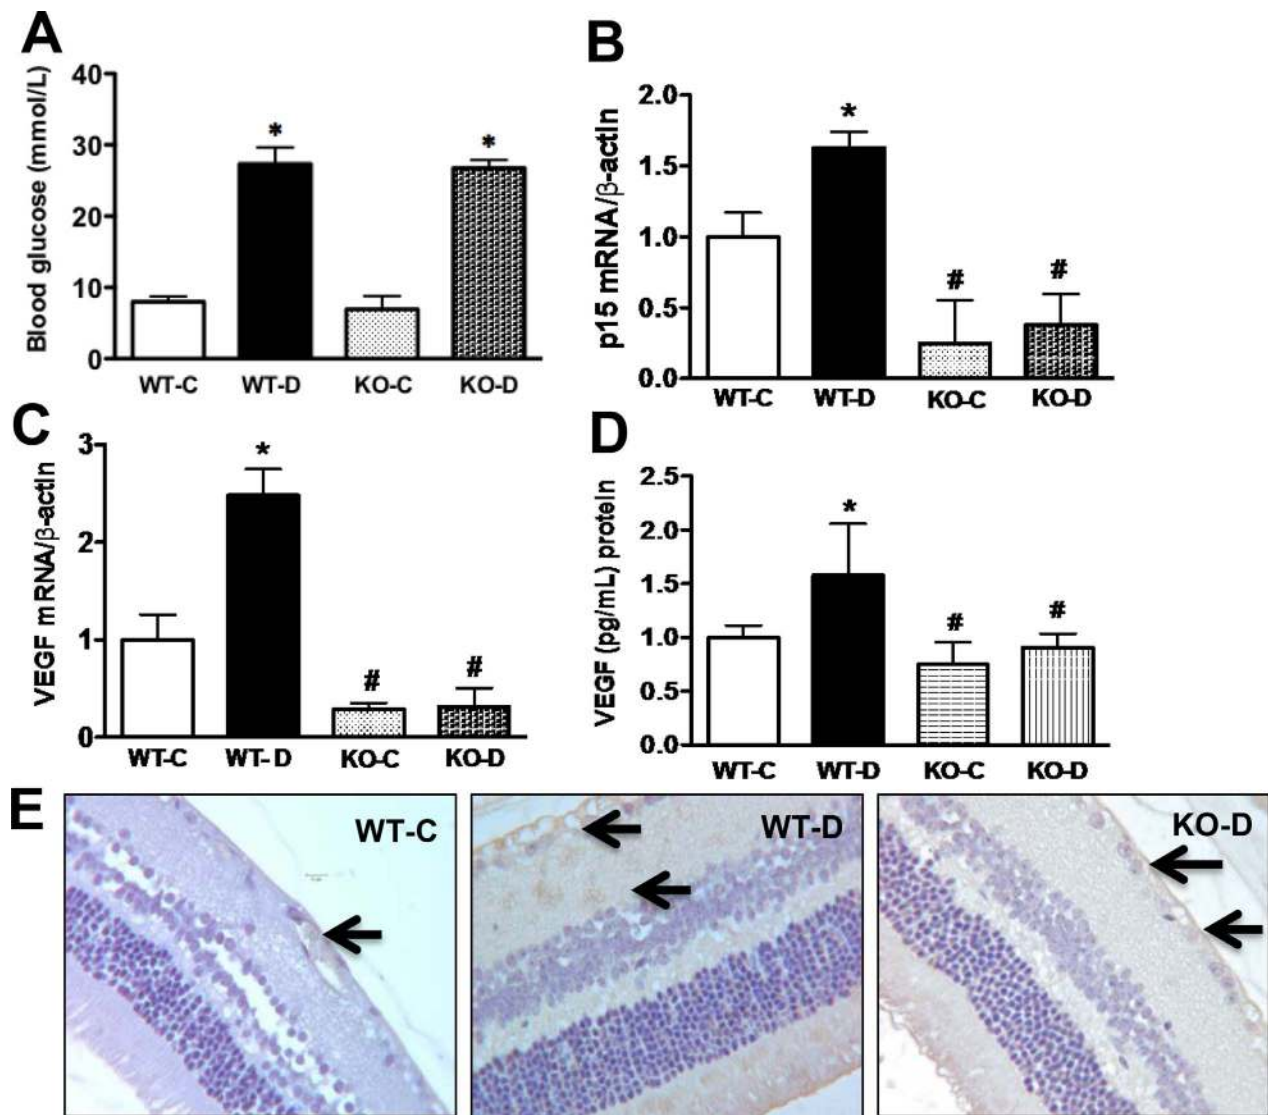 A
Blood glucose (mmol/L)
40
30
20
10
0
*
*
WT-C WT-D KO-C KO-D
B
p15 mRNA/β-actin
2.0
1.5
1.0
0.5
0.0
*
#
#
WT-C WT-D KO-C KO-D
C
VEGF mRNA/β-actin
3
2
1
0
*
#
#
WT-C WT-D KO-C KO-D
D
VEGF (pg/mL) protein
2.5
2.0
1.5
1.0
0.5
0.0
*
#
#
WT-C WT-D KO-C KO-D
E
WT-C
WT-D
KO-D